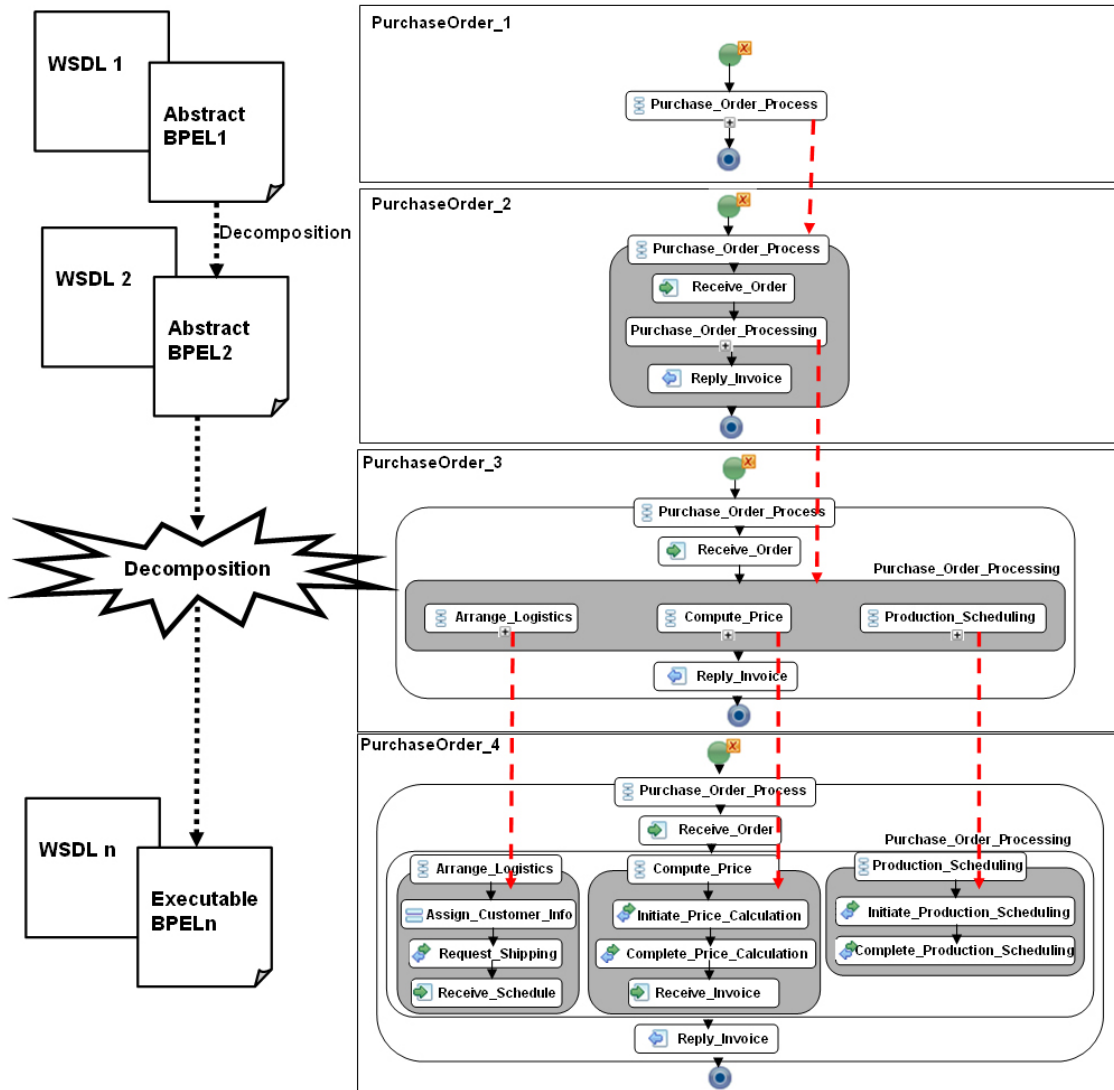 WSDL 1
Abstract
BPEL1
Decomposition
WSDL 2
Abstract
BPEL2
Decomposition
WSDL n
Executable
BPELn
PurchaseOrder_1
Purchase_Order_Process
PurchaseOrder_2
Purchase_Order_Process
Receive_Order
Purchase_Order_Processing
Reply_Invoice
PurchaseOrder_3
Purchase_Order_Process
Receive_Order
Purchase_Order_Processing
Arrange_Logistics
Compute_Price
Production_Scheduling
Reply_Invoice
PurchaseOrder_4
Purchase_Order_Process
Receive_Order
Purchase_Order_Processing
Arrange_Logistics
Assign_Customer_Info
Request_Shipping
Receive_Schedule
Compute_Price
Initiate_Price_Calculation
Complete_Price_Calculation
Receive_Invoice
Production_Scheduling
Initiate_Production_Scheduling
Complete_Production_Scheduling
Reply_Invoice